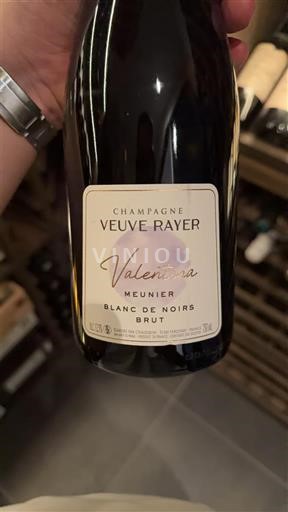 CHAMPAGNE
VEUVE RAYER
VINIOU
Valentina
MEUNIER
BLANC DE NOIRS
BRUT